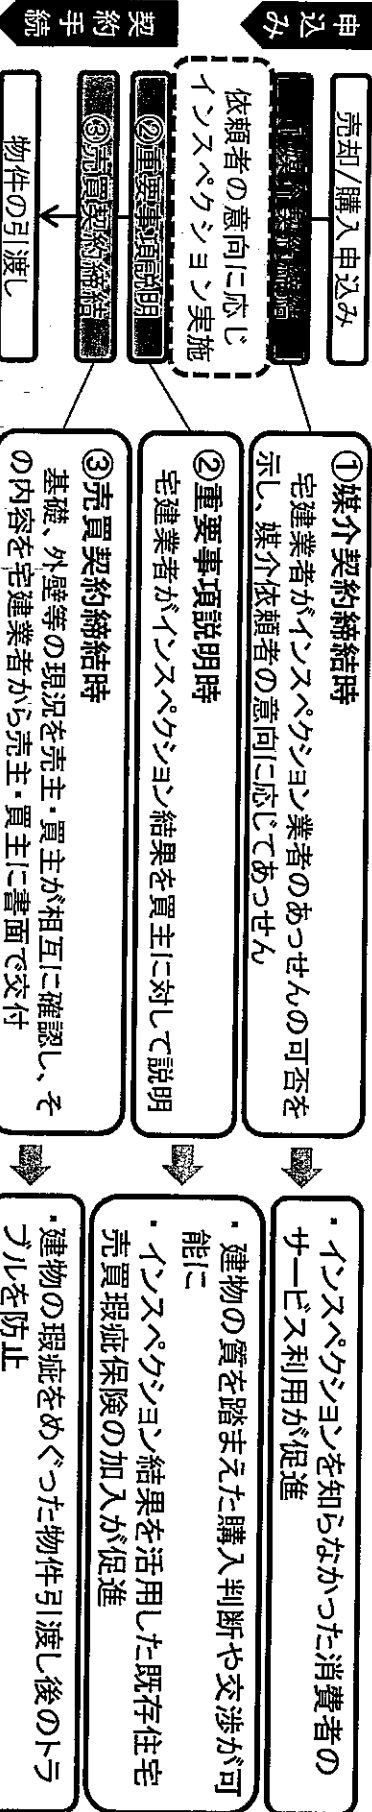 申込み
売却/購入 申込み
①媒介契約締結
依頼者の意向に応じ
インスペクション実施
契約手続
②重要事項説明
③売買契約締結
物件の引渡し
①媒介契約締結時
宅建業者がインスペクション業者のあっせんの可否を
示し、媒介依頼者の意向に応じてあっせん
②重要事項説明時
宅建業者がインスペクション結果を買主に対して説明
③売買契約締結時
基礎、外壁等の現況を売主・買主が相互に確認し、そ
の内容を宅建業者から売主・買主に書面で交付
・インスペクションを知らなかった消費者の
サービス利用が促進
・建物の質を踏まえた購入判断や交渉が可
能に
・インスペクション結果を活用した既存住宅
売買瑕疵保険の加入が促進
・建物の瑕疵をめぐった物件引渡し後のトラ
ブルを防止